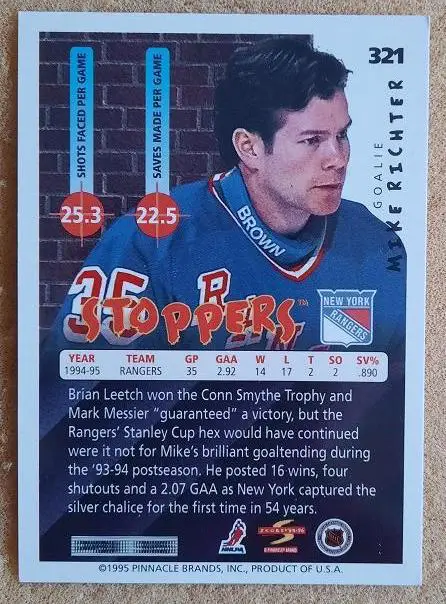 321
SHOTS FACED PER GAME
SAVES MADE PER GAME
GOALIE
MIKE RICHTER
25.3
22.5
BROWN
35
R
STOPPERS™
NEW YORK
RANGERS
YEAR TEAM GP GAA W L T SO SV%
1994-95 RANGERS 35 2.92 14 17 2 2 .890
Brian Leetch won the Conn Smythe Trophy and
Mark Messier "guaranteed" a victory, but the
Rangers' Stanley Cup hex would have continued
were it not for Mike's brilliant goaltending during
the '93-94 postseason. He posted 16 wins, four
shutouts and a 2.07 GAA as New York captured the
silver chalice for the first time in 54 years.
NHLPA
SCORE '95-96
©1995 PINNACLE BRANDS, INC., PRODUCT OF U.S.A.